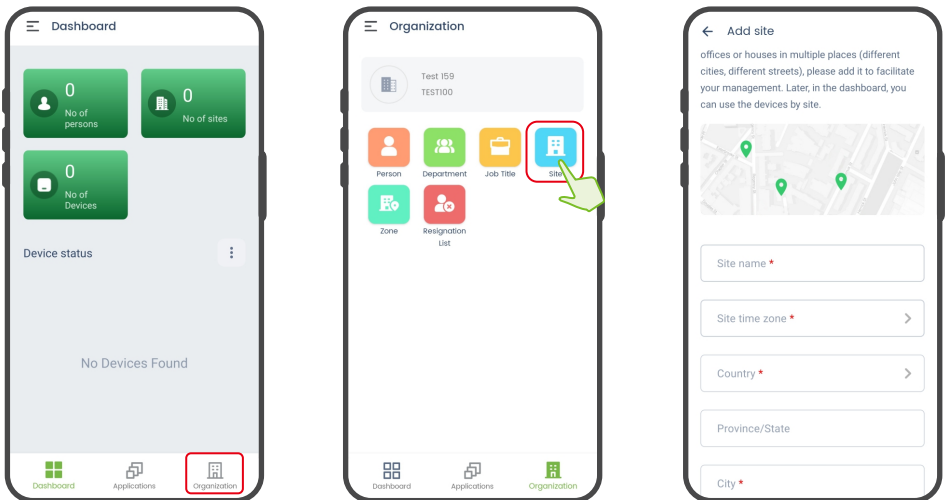 Dashboard
0
No of
persons
0
No of sites
0
No of
Devices
Device status
No Devices Found
Dashboard
Applications
Organization
Organization
Test 159
TEST100
Person
Department
Job Title
Site
Zone
Resignation
List
Dashboard
Applications
Organization
Add site
offices or houses in multiple places (different
cities, different streets), please add it to facilitate
your management. Later, in the dashboard, you
can use the devices by site.
Site name *
Site time zone *
Country *
Province/State
City *